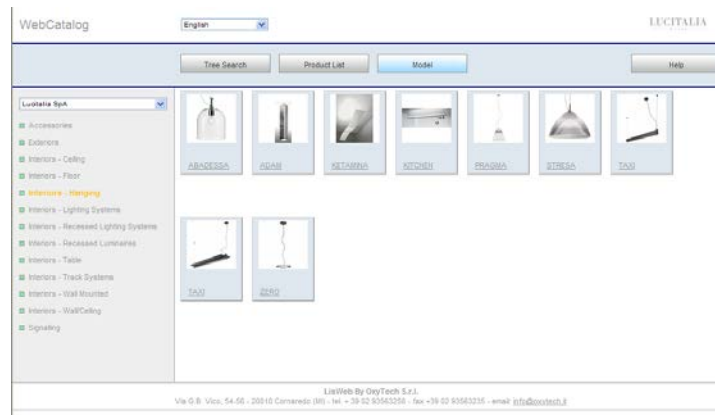 WebCatalog
English
LUCITALIA
Tree Search
Product List
Model
Help
Lucitalia SpA
Accessories
Exteriors
Interiors - Ceiling
Interiors - Floor
Interiors - Hanging
Interiors - Lighting Systems
Interiors - Recessed Lighting Systems
Interiors - Recessed Luminaires
Interiors - Table
Interiors - Track Systems
Interiors - Wall Mounted
Interiors - Wall/Ceiling
Signalling
ABADESSA
ADAM
KETAMINA
KITCHEN
PRAGMA
STRESA
TAXI
TAXI
ZERO
LisWeb By OxyTech S.r.l.
Via G.B. Vico, 54-56 - 20010 Cornaredo (MI) - tel. + 39 02 93563258 - fax +39 02 93563235 - email: info@oxytech.it